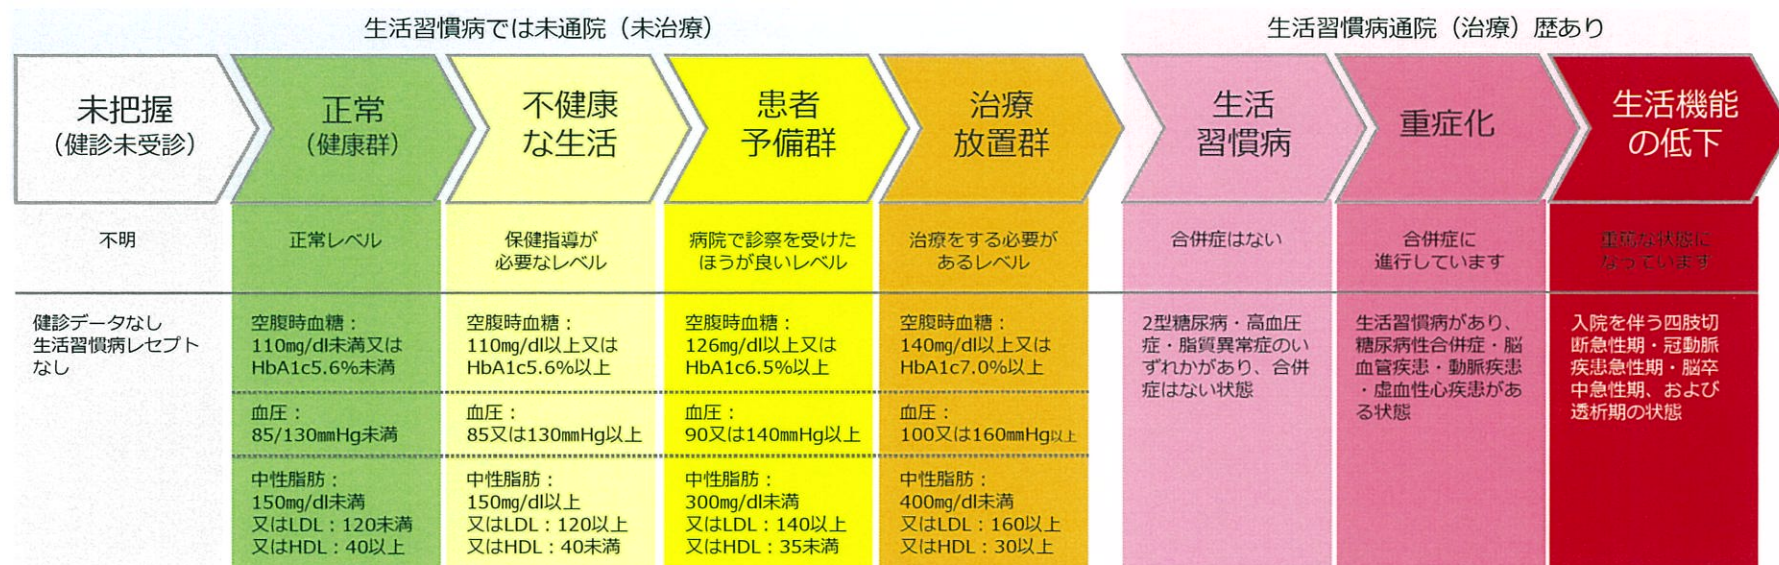 生活習慣病では未通院（未治療）
生活習慣病通院（治療）歴あり
未把握
（健診未受診）
正常
（健康群）
不健康
な生活
患者
予備群
治療
放置群
生活
習慣病
重症化
生活機能
の低下
不明
正常レベル
保健指導が
必要なレベル
病院で診察を受けた
ほうが良いレベル
治療をする必要が
あるレベル
合併症はない
合併症に
進行しています
重篤な状態に
なっています
健診データなし
生活習慣病レセプト
なし
空腹時血糖：
110mg/dl未満又は
HbA1c5.6%未満
血圧：
85/130mmHg未満
中性脂肪：
150mg/dl未満
又はLDL：120未満
又はHDL：40以上
空腹時血糖：
110mg/dl以上又は
HbA1c5.6%以上
血圧：
85又は130mmHg以上
中性脂肪：
150mg/dl以上
又はLDL：120以上
又はHDL：40未満
空腹時血糖：
126mg/dl以上又は
HbA1c6.5%以上
血圧：
90又は140mmHg以上
中性脂肪：
300mg/dl未満
又はLDL：140以上
又はHDL：35未満
空腹時血糖：
140mg/dl以上又は
HbA1c7.0%以上
血圧：
100又は160mmHg以上
中性脂肪：
400mg/dl未満
又はLDL：160以上
又はHDL：30以上
2型糖尿病・高血圧
症・脂質異常症のい
ずれかがあり、合併
症はない状態
生活習慣病があり、
糖尿病性合併症・脳
血管疾患・動脈疾患
・虚血性心疾患があ
る状態
入院を伴う四肢切
断急性期・冠動脈
疾患急性期・脳卒
中急性期、および
透析期の状態